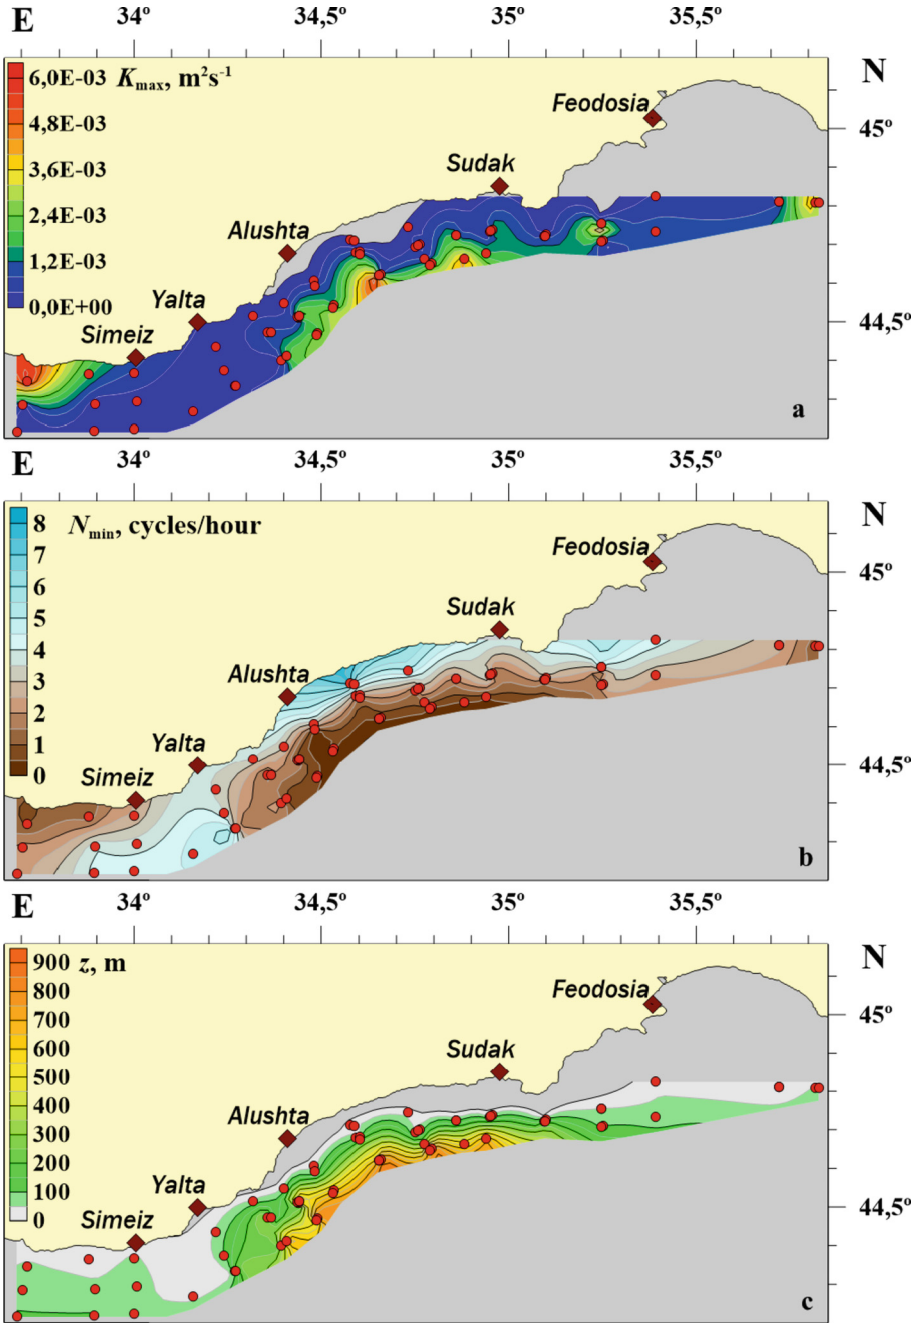 E 34º 34,5º 35º 35,5º
6,0E-03 K max, m²s⁻¹
N
Feodosia
4,8E-03
45º
3,6E-03
Sudak
2,4E-03
Alushta
1,2E-03
Yalta
0,0E+00
44,5º
Simeiz
a
E 34º 34,5º 35º 35,5º
8 N min, cycles/hour
N
7
Feodosia
45º
6
5
Sudak
4
3
Alushta
2
1
Yalta
0
44,5º
Simeiz
b
E 34º 34,5º 35º 35,5º
900 z, m
N
800
Feodosia
700
45º
600
Sudak
500
400
Alushta
300
200
Yalta
100
44,5º
0
Simeiz
c